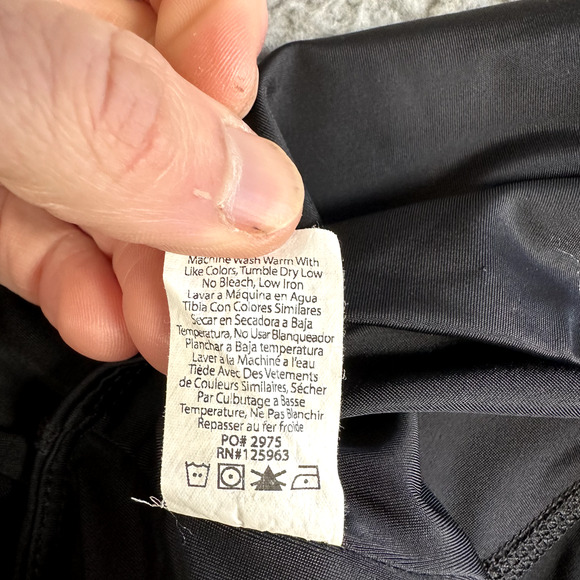 Machine Wash Warm With
Like Colors, Tumble Dry Low
No Bleach, Low Iron
Lavar a Máquina en Agua
Tibia Con Colores Similares
Secar en Secadora a Baja
Temperatura, No Usar Blanqueador
Planchar a Baja temperatura
Laver à la Machine à l'eau
Tiède Avec Des Vetements
de Couleurs Similaires, Sécher
Par Culbutage a Basse
Temperature, Ne Pas Blanchir
Repasser au fer froide
PO# 2975
RN#125963